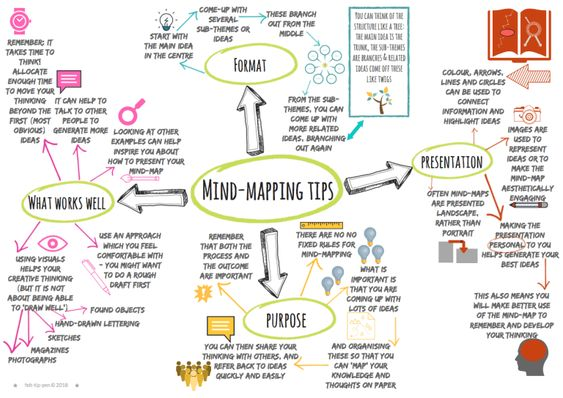 MIND-MAPPING TIPS
FORMAT
START WITH
THE MAIN IDEA
IN THE CENTRE
COME-UP WITH
SEVERAL
SUB-THEMES OR
IDEAS
THESE BRANCH
OUT FROM THE
MIDDLE
FROM THE SUB-
THEMES, YOU CAN
COME UP WITH
MORE RELATED
IDEAS, BRANCHING
OUT AGAIN
YOU CAN THINK OF THE
STRUCTURE LIKE A TREE:
THE MAIN IDEA IS THE
TRUNK, THE SUB-THEMES
ARE BRANCHES & RELATED
IDEAS COME OFF THESE
LIKE TWIGS
PRESENTATION
COLOUR, ARROWS,
LINES AND CIRCLES
CAN BE USED TO
CONNECT
INFORMATION AND
HIGHLIGHT IDEAS
IMAGES ARE
USED TO
REPRESENT
IDEAS OR TO
MAKE THE
MIND-MAP
AESTHETICALLY
ENGAGING
OFTEN MIND-MAPS
ARE PRESENTED
LANDSCAPE,
RATHER THAN
PORTRAIT
MAKING THE
PRESENTATION
PERSONAL TO YOU
HELPS GENERATE YOUR
BEST IDEAS
THIS ALSO MEANS YOU
WILL MAKE BETTER USE
OF THE MIND-MAP TO
REMEMBER AND DEVELOP
YOUR THINKING
PURPOSE
REMEMBER
THAT BOTH THE
PROCESS AND
THE OUTCOME
ARE IMPORTANT
THERE ARE NO NO
FIXED RULES FOR
MIND-MAPPING
WHAT IS
IMPORTANT IS
THAT YOU ARE
COMING UP WITH
LOTS OF IDEAS
AND ORGANISING
THESE SO THAT YOU
CAN 'MAP' YOUR
KNOWLEDGE AND
THOUGHTS ON PAPER
YOU CAN THEN SHARE YOUR
THINKING WITH OTHERS, AND
REFER BACK TO IDEAS
QUICKLY AND EASILY
WHAT WORKS WELL
REMEMBER: IT
TAKES TIME TO
THINK!
ALLOCATE
ENOUGH TIME
TO MOVE YOUR
THINKING
BEYOND THE
FIRST (MOST
OBVIOUS)
IDEAS
IT CAN HELP TO
TALK TO OTHER
PEOPLE TO
GENERATE MORE
IDEAS
LOOKING AT OTHER
EXAMPLES CAN HELP
INSPIRE YOU ABOUT
HOW TO PRESENT YOUR
MIND-MAP
USE AN APPROACH
WHICH YOU FEEL
COMFORTABLE WITH
- YOU MIGHT WANT
TO DO A ROUGH
DRAFT FIRST
USING VISUALS
HELPS YOUR
CREATIVE THINKING
(BUT IT IS NOT
ABOUT BEING ABLE
TO 'DRAW WELL')
FOUND OBJECTS
HAND-DRAWN LETTERING
SKETCHES
MAGAZINES
PHOTOGRAPHS
felt-tip-pen © 2018